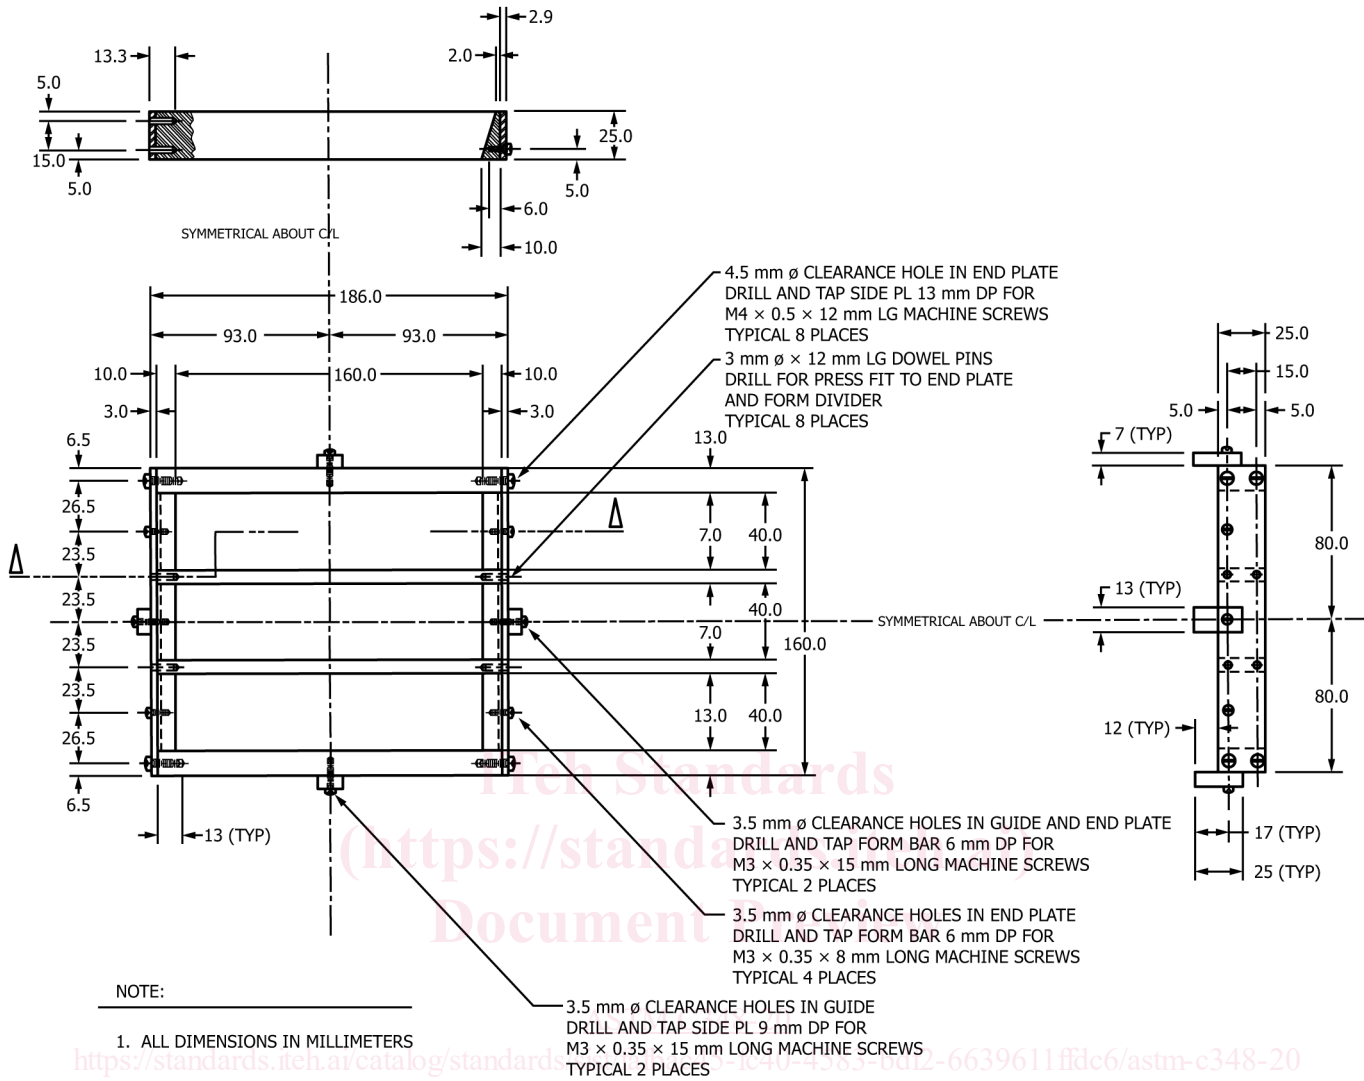 2.9
13.3
2.0
5.0
25.0
15.0
5.0
5.0
6.0
SYMMETRICAL ABOUT C/L
10.0
4.5 mm ø CLEARANCE HOLE IN END PLATE
DRILL AND TAP SIDE PL 13 mm DP FOR
M4 × 0.5 × 12 mm LG MACHINE SCREWS
TYPICAL 8 PLACES
186.0
93.0
93.0
25.0
3 mm ø × 12 mm LG DOWEL PINS
DRILL FOR PRESS FIT TO END PLATE
AND FORM DIVIDER
TYPICAL 8 PLACES
10.0
160.0
10.0
15.0
3.0
3.0
5.0
5.0
6.5
13.0
7 (TYP)
26.5
23.5
7.0
40.0
80.0
23.5
13 (TYP)
40.0
SYMMETRICAL ABOUT C/L
23.5
7.0
160.0
23.5
80.0
13.0
40.0
12 (TYP)
26.5
6.5
iTeh Standards
13 (TYP)
3.5 mm ø CLEARANCE HOLES IN GUIDE AND END PLATE
DRILL AND TAP FORM BAR 6 mm DP FOR
M3 × 0.35 × 15 mm LONG MACHINE SCREWS
TYPICAL 2 PLACES
17 (TYP)
25 (TYP)
(https://standards.iteh.ai)
Document Preview
3.5 mm ø CLEARANCE HOLES IN END PLATE
DRILL AND TAP FORM BAR 6 mm DP FOR
M3 × 0.35 × 8 mm LONG MACHINE SCREWS
TYPICAL 4 PLACES
NOTE:
3.5 mm ø CLEARANCE HOLES IN GUIDE
DRILL AND TAP SIDE PL 9 mm DP FOR
M3 × 0.35 × 15 mm LONG MACHINE SCREWS
TYPICAL 2 PLACES
1. ALL DIMENSIONS IN MILLIMETERS